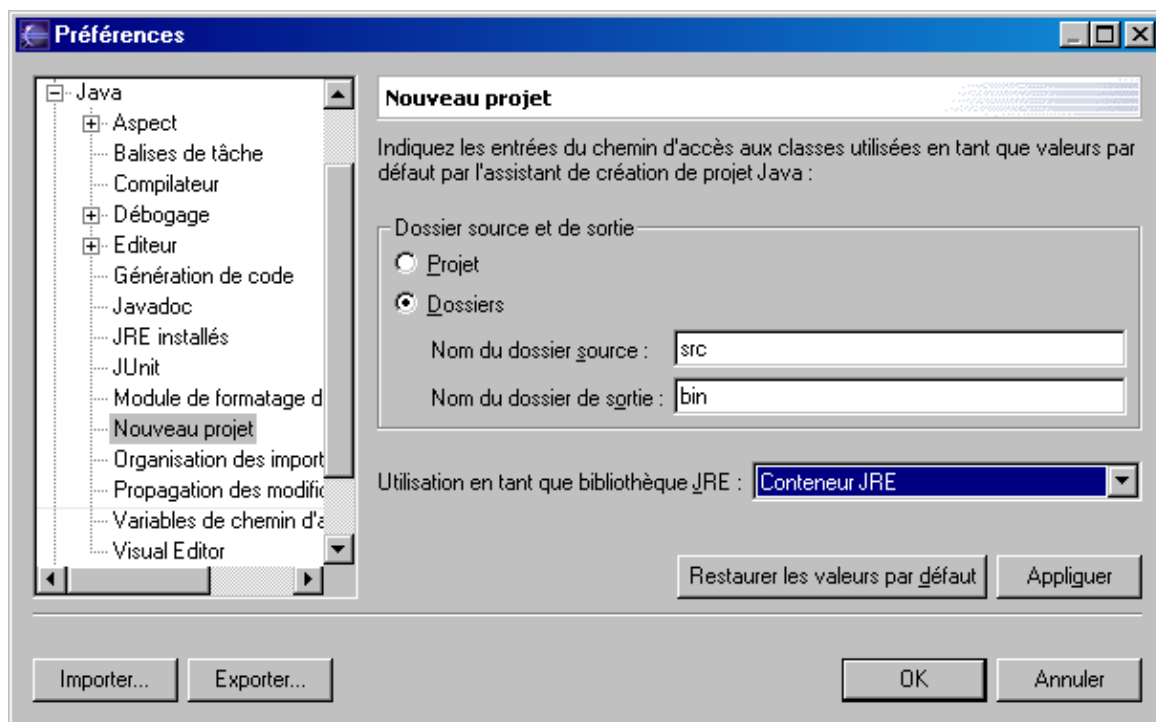 Préférences
Java
Aspect
Balises de tâche
Compilateur
Débogage
Editeur
Génération de code
Javadoc
JRE installés
JUnit
Module de formatage d
Nouveau projet
Organisation des import
Propagation des modific
Variables de chemin d'a
Visual Editor
Nouveau projet
Indiquez les entrées du chemin d'accès aux classes utilisées en tant que valeurs par
défaut par l'assistant de création de projet Java :
Dossier source et de sortie
Projet
Dossiers
Nom du dossier source : src
Nom du dossier de sortie : bin
Utilisation en tant que bibliothèque JRE : Conteneur JRE
Restaurer les valeurs par défaut Appliquer
Importer... Exporter... OK Annuler